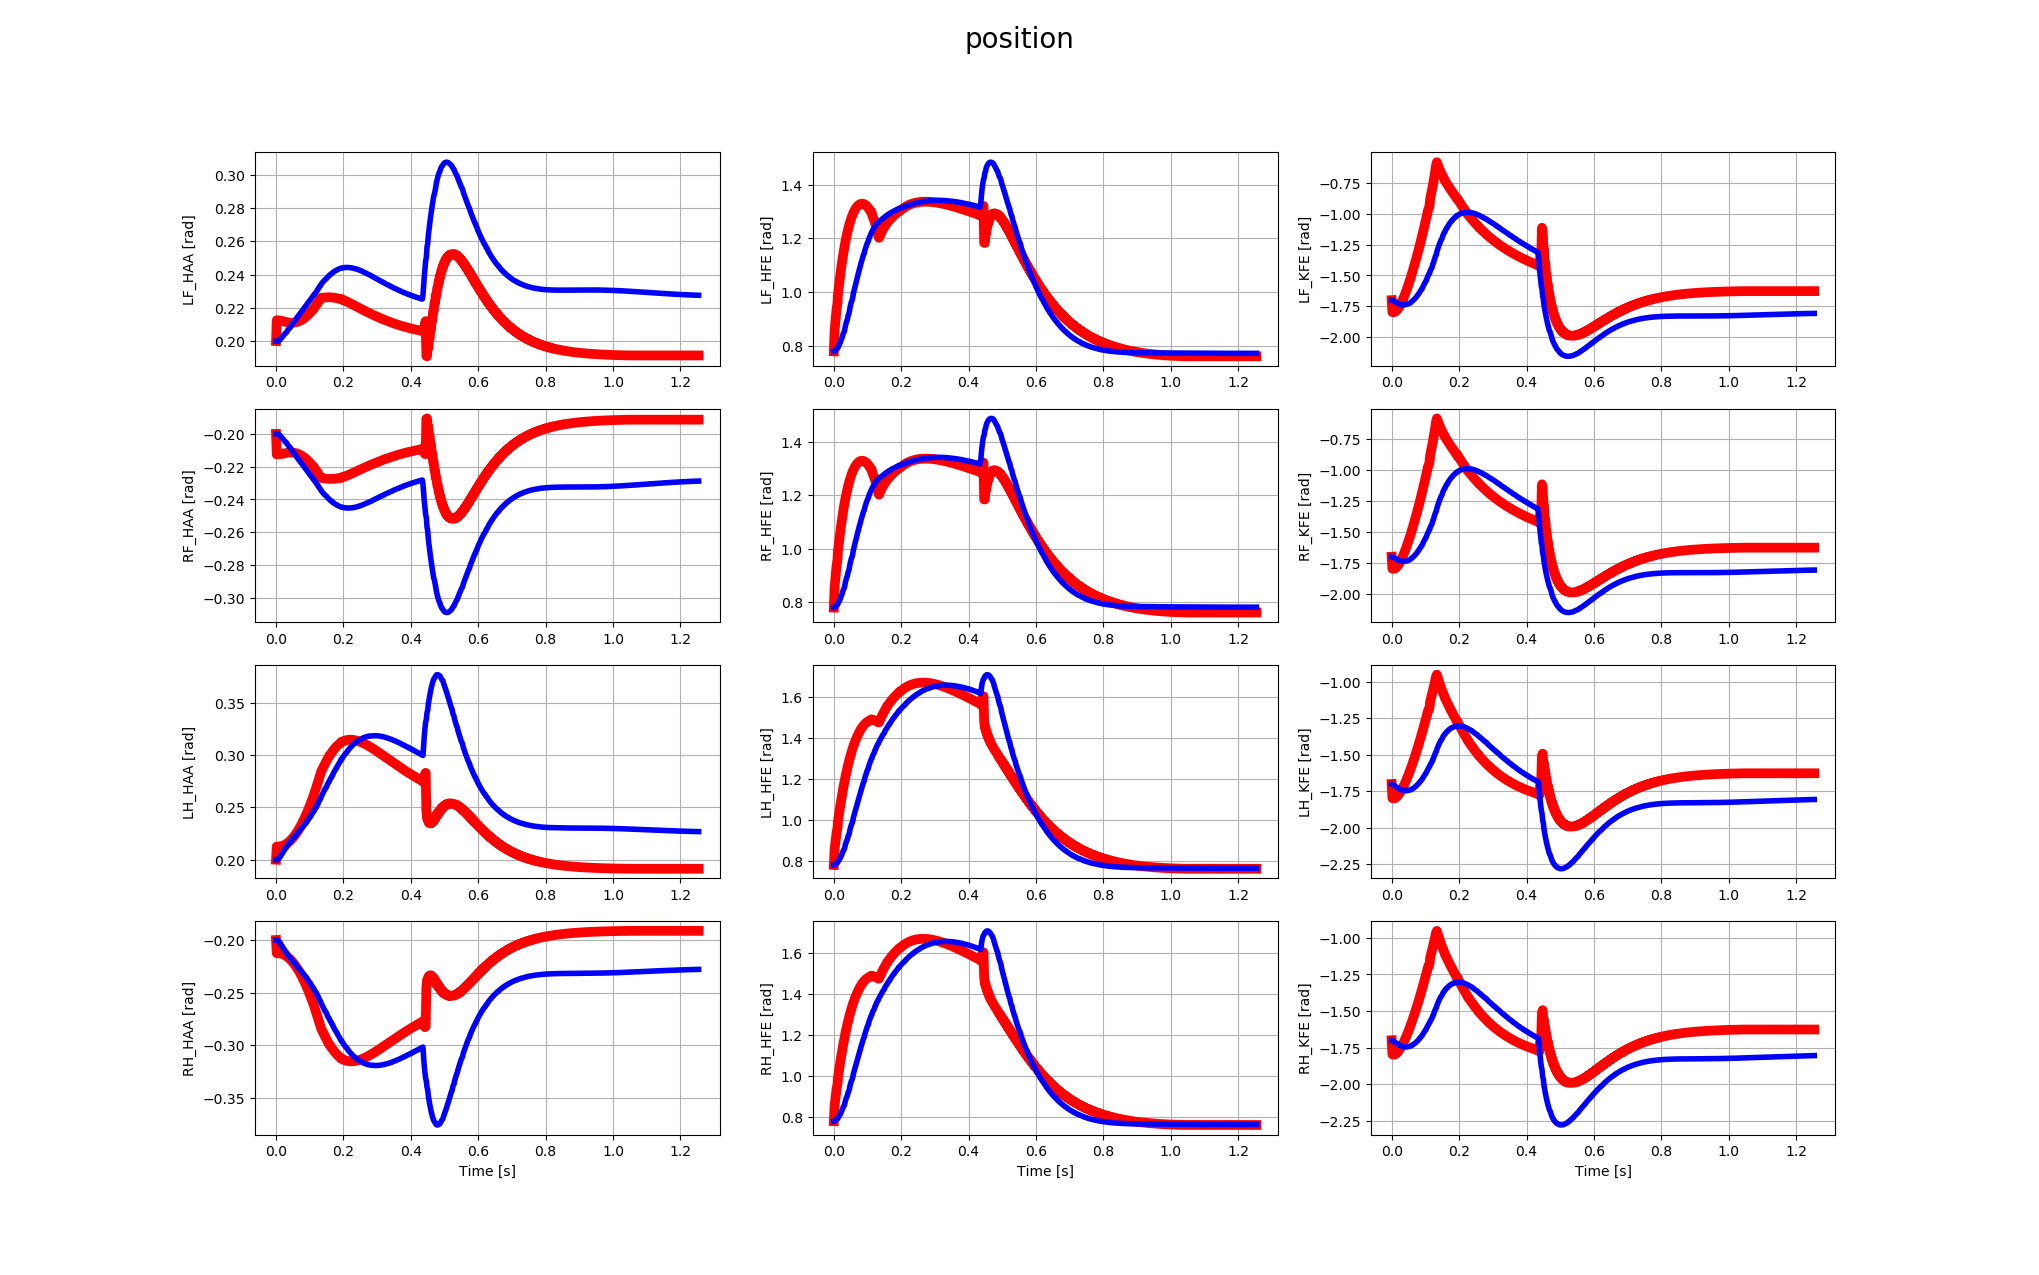 position
LF_HAA [rad]
0.30
0.28
0.26
0.24
0.22
0.20
0.0 0.2 0.4 0.6 0.8 1.0 1.2
LF_HFE [rad]
1.4
1.2
1.0
0.8
0.0 0.2 0.4 0.6 0.8 1.0 1.2
LF_KFE [rad]
−0.75
−1.00
−1.25
−1.50
−1.75
−2.00
0.0 0.2 0.4 0.6 0.8 1.0 1.2
RF_HAA [rad]
−0.20
−0.22
−0.24
−0.26
−0.28
−0.30
0.0 0.2 0.4 0.6 0.8 1.0 1.2
RF_HFE [rad]
1.4
1.2
1.0
0.8
0.0 0.2 0.4 0.6 0.8 1.0 1.2
RF_KFE [rad]
−0.75
−1.00
−1.25
−1.50
−1.75
−2.00
0.0 0.2 0.4 0.6 0.8 1.0 1.2
LH_HAA [rad]
0.35
0.30
0.25
0.20
0.0 0.2 0.4 0.6 0.8 1.0 1.2
LH_HFE [rad]
1.6
1.4
1.2
1.0
0.8
0.0 0.2 0.4 0.6 0.8 1.0 1.2
LH_KFE [rad]
−1.00
−1.25
−1.50
−1.75
−2.00
−2.25
0.0 0.2 0.4 0.6 0.8 1.0 1.2
RH_HAA [rad]
−0.20
−0.25
−0.30
−0.35
0.0 0.2 0.4 0.6 0.8 1.0 1.2
Time [s]
RH_HFE [rad]
1.6
1.4
1.2
1.0
0.8
0.0 0.2 0.4 0.6 0.8 1.0 1.2
Time [s]
RH_KFE [rad]
−1.00
−1.25
−1.50
−1.75
−2.00
−2.25
0.0 0.2 0.4 0.6 0.8 1.0 1.2
Time [s]